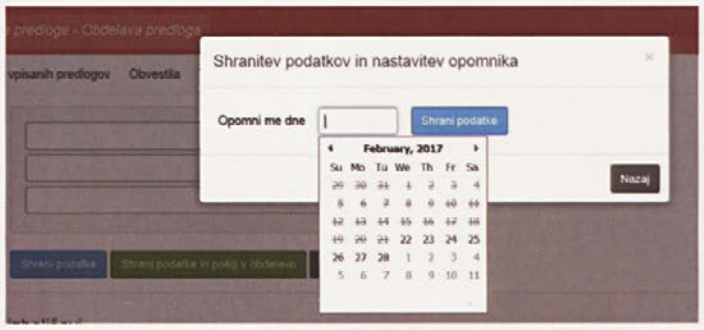 predloge - Obdelava predloga
vpisanih predlogov Obvestila
Shranitev podatkov in nastavitev opomnika ×
Opomni me dne Shrani podatke
February, 2017
Su Mo Tu We Th Fr Sa
29 30 31 1 2 3 4
5 6 7 8 9 10 11
12 13 14 15 16 17 18
19 20 21 22 23 24 25
26 27 28 1 2 3 4
5 6 7 8 9 10 11
Nazaj
Shrani podatke Shrani podatke in pošlji v obdelavo